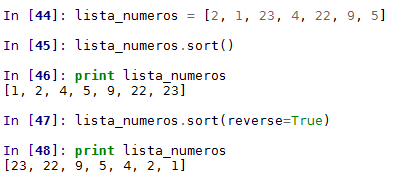 In [44]: lista_numeros = [2, 1, 23, 4, 22, 9, 5]
In [45]: lista_numeros.sort()
In [46]: print lista_numeros
[1, 2, 4, 5, 9, 22, 23]
In [47]: lista_numeros.sort(reverse=True)
In [48]: print lista_numeros
[23, 22, 9, 5, 4, 2, 1]